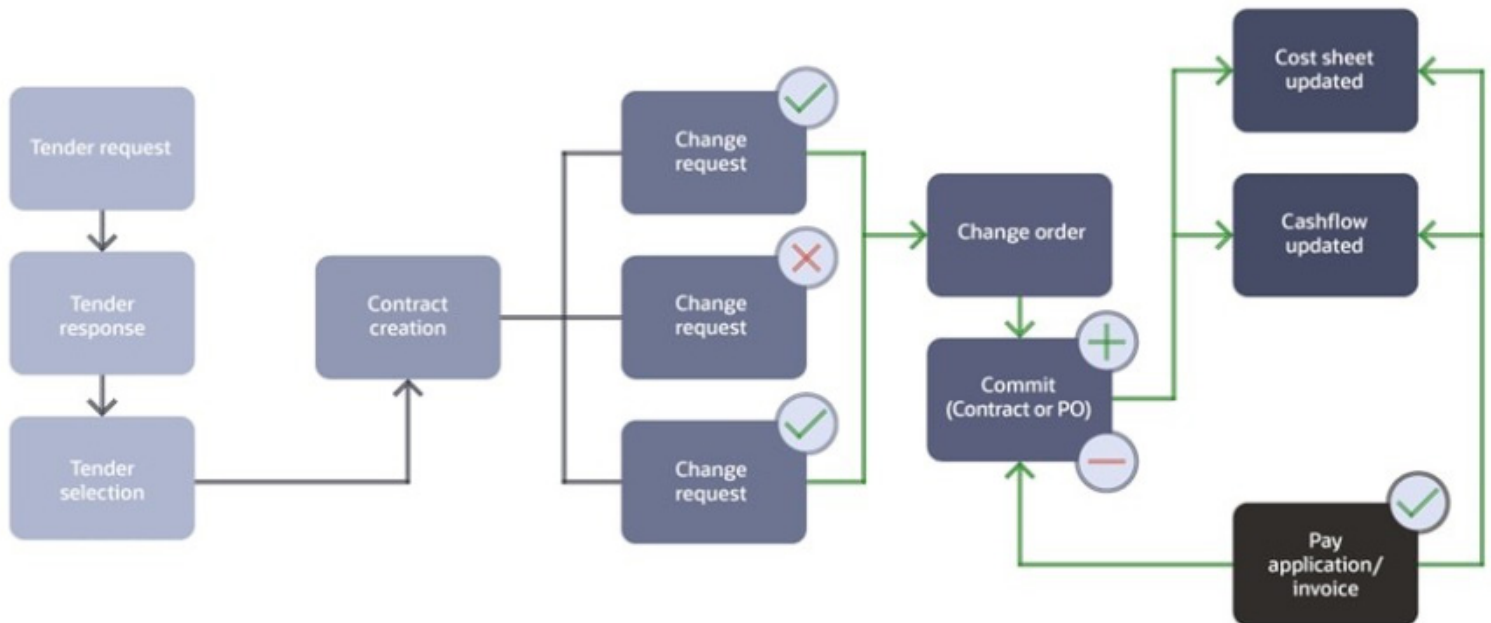 Tender request
Tender
response
Tender
selection
Contract
creation
Change
request
Change
request
Change
request
Change order
Commit
(Contract or PO)
Cost sheet
updated
Cashflow
updated
Pay
application/
invoice